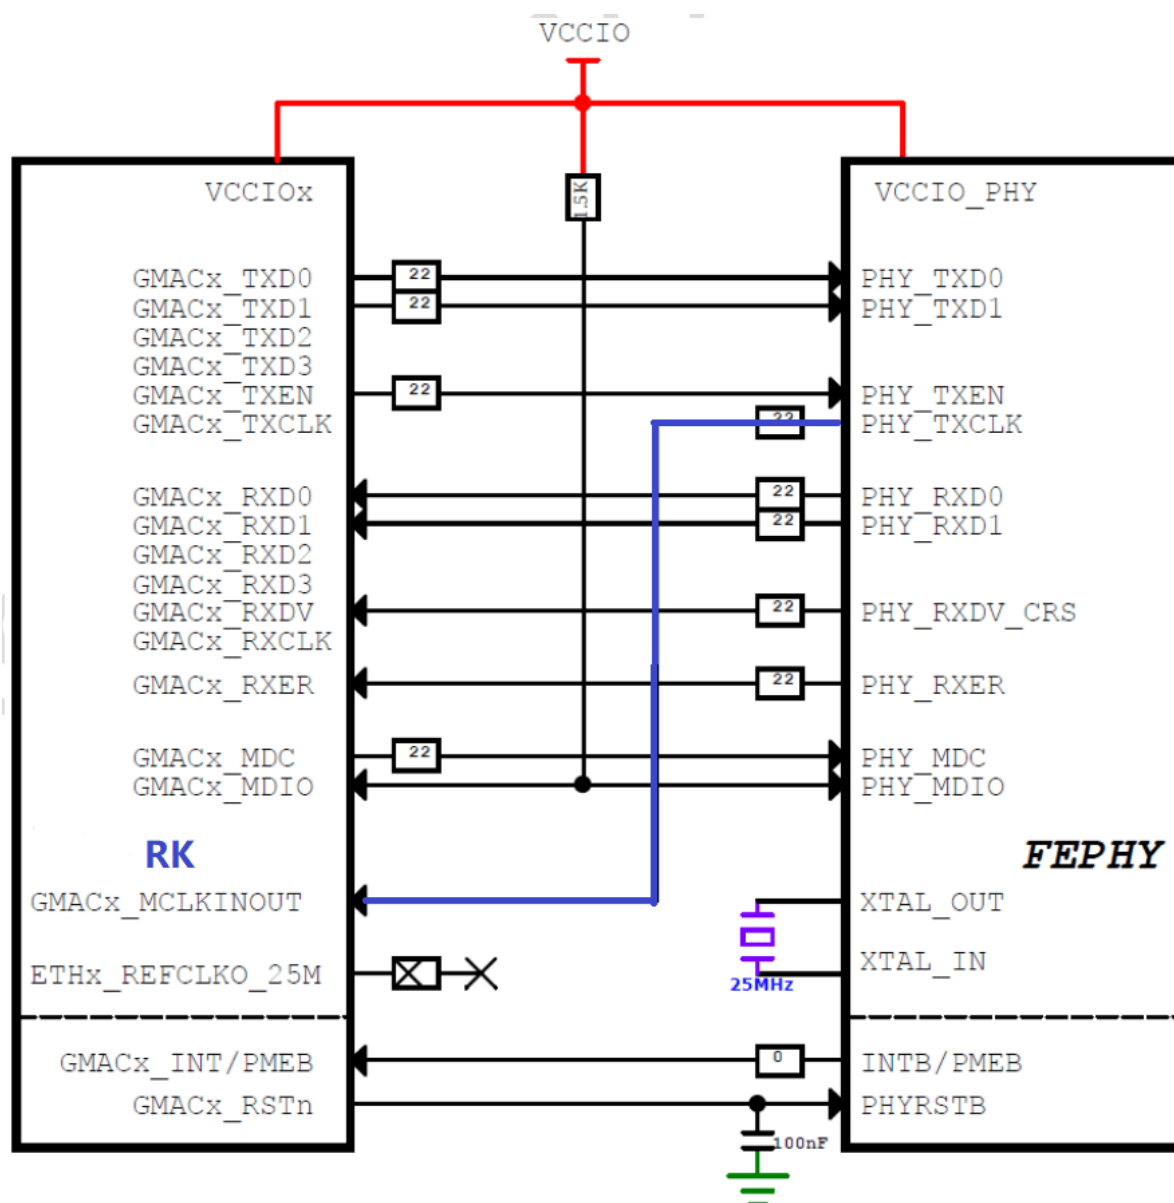 VCCIO
VCCIOx
1.5K
VCCIO_PHY
GMACx_TXD0
22
PHY_TXD0
GMACx_TXD1
22
PHY_TXD1
GMACx_TXD2
GMACx_TXD3
GMACx_TXEN
22
PHY_TXEN
GMACx_TXCLK
22
PHY_TXCLK
GMACx_RXD0
22
PHY_RXD0
GMACx_RXD1
22
PHY_RXD1
GMACx_RXD2
GMACx_RXD3
GMACx_RXDV
22
PHY_RXDV_CRS
GMACx_RXCLK
GMACx_RXER
22
PHY_RXER
GMACx_MDC
22
PHY_MDC
GMACx_MDIO
PHY_MDIO
RK
FEPHY
GMACx_MCLKINOUT
XTAL_OUT
ETHx_REFCLKO_25M
XTAL_IN
25MHz
GMACx_INT/PMEB
0
INTB/PMEB
GMACx_RSTn
PHYRSTB
100nF